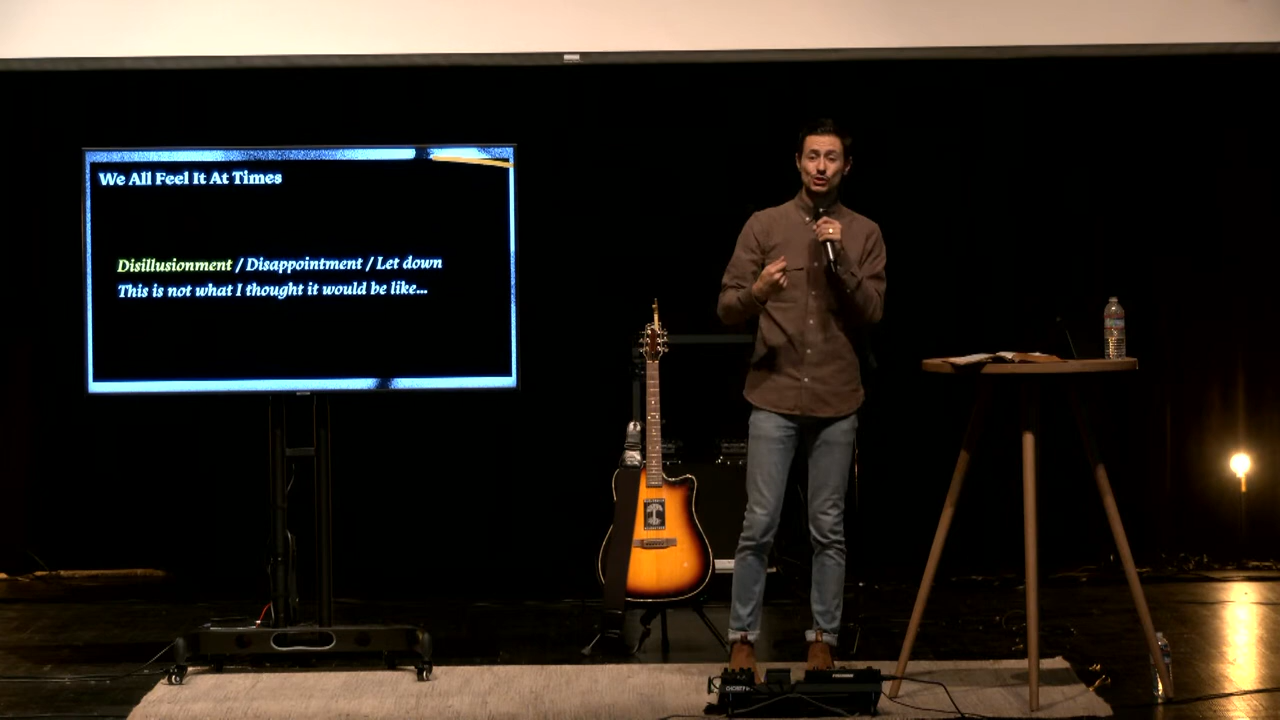 We All Feel It At Times
Disillusionment / Disappointment / Let down
This is not what I thought it would be like...